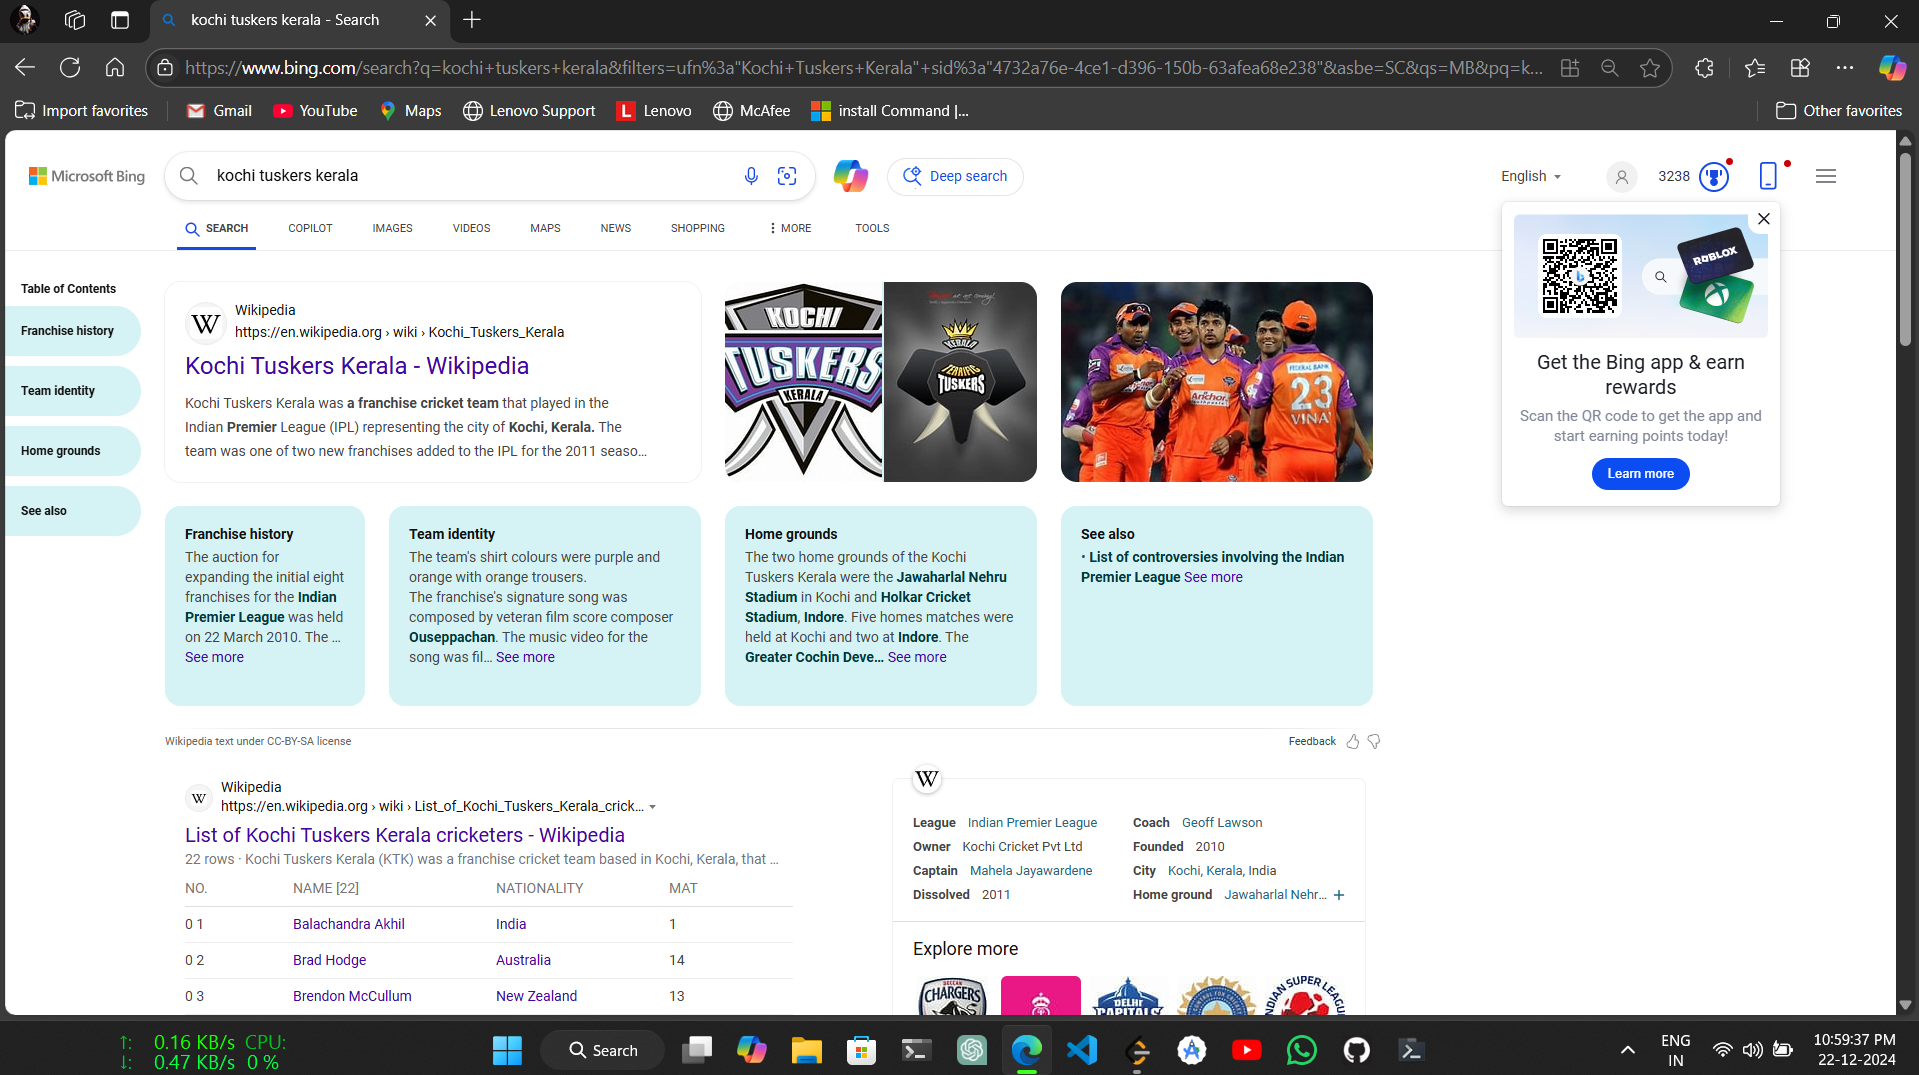 kochi tuskers kerala - Search
https://www.bing.com/search?q=kochi+tuskers+kerala&filters=ufn%3a"Kochi+Tuskers+Kerala"+sid%3a"4732a76e-4ce1-d396-150b-63afea68e238"&asbe=SC&qs=MB&pq=k...
Import favorites
Gmail
YouTube
Maps
Lenovo Support
L Lenovo
McAfee
install Command |...
Other favorites
Microsoft Bing
kochi tuskers kerala
Deep search
English
3238
SEARCH
COPILOT
IMAGES
VIDEOS
MAPS
NEWS
SHOPPING
MORE
TOOLS
ROBLOX
Get the Bing app & earn
rewards
Scan the QR code to get the app and
start earning points today!
Learn more
Table of Contents
Franchise history
Team identity
Home grounds
See also
W
Wikipedia
https://en.wikipedia.org › wiki › Kochi_Tuskers_Kerala
Kochi Tuskers Kerala - Wikipedia
Kochi Tuskers Kerala was a franchise cricket team that played in the
Indian Premier League (IPL) representing the city of Kochi, Kerala. The
team was one of two new franchises added to the IPL for the 2011 seaso...
KOCHI
TUSKERS
KERALA
KERALA
TERRIFIC
TUSKERS
FEDERAL BANK
23
VINAY
Anchor
Franchise history
The auction for
expanding the initial eight
franchises for the Indian
Premier League was held
on 22 March 2010. The ...
See more
Team identity
The team's shirt colours were purple and
orange with orange trousers.
The franchise's signature song was
composed by veteran film score composer
Ouseppachan. The music video for the
song was fil... See more
Home grounds
The two home grounds of the Kochi
Tuskers Kerala were the Jawaharlal Nehru
Stadium in Kochi and Holkar Cricket
Stadium, Indore. Five homes matches were
held at Kochi and two at Indore. The
Greater Cochin Deve... See more
See also
• List of controversies involving the Indian
Premier League See more
Wikipedia text under CC-BY-SA license
Feedback
W
Wikipedia
https://en.wikipedia.org › wiki › List_of_Kochi_Tuskers_Kerala_crick...
List of Kochi Tuskers Kerala cricketers - Wikipedia
22 rows · Kochi Tuskers Kerala (KTK) was a franchise cricket team based in Kochi, Kerala, that ...
NO. NAME [22] NATIONALITY MAT
0 1 Balachandra Akhil India 1
0 2 Brad Hodge Australia 14
0 3 Brendon McCullum New Zealand 13
W
League Indian Premier League
Coach Geoff Lawson
Owner Kochi Cricket Pvt Ltd
Founded 2010
Captain Mahela Jayawardene
City Kochi, Kerala, India
Dissolved 2011
Home ground Jawaharlal Nehr... +
Explore more
DECCAN
CHARGERS
DELHI
CAPITALS
INDIAN SUPER LEAGUE
↑: 0.16 KB/s CPU:
↓: 0.47 KB/s 0 %
Search
ENG
IN
10:59:37 PM
22-12-2024